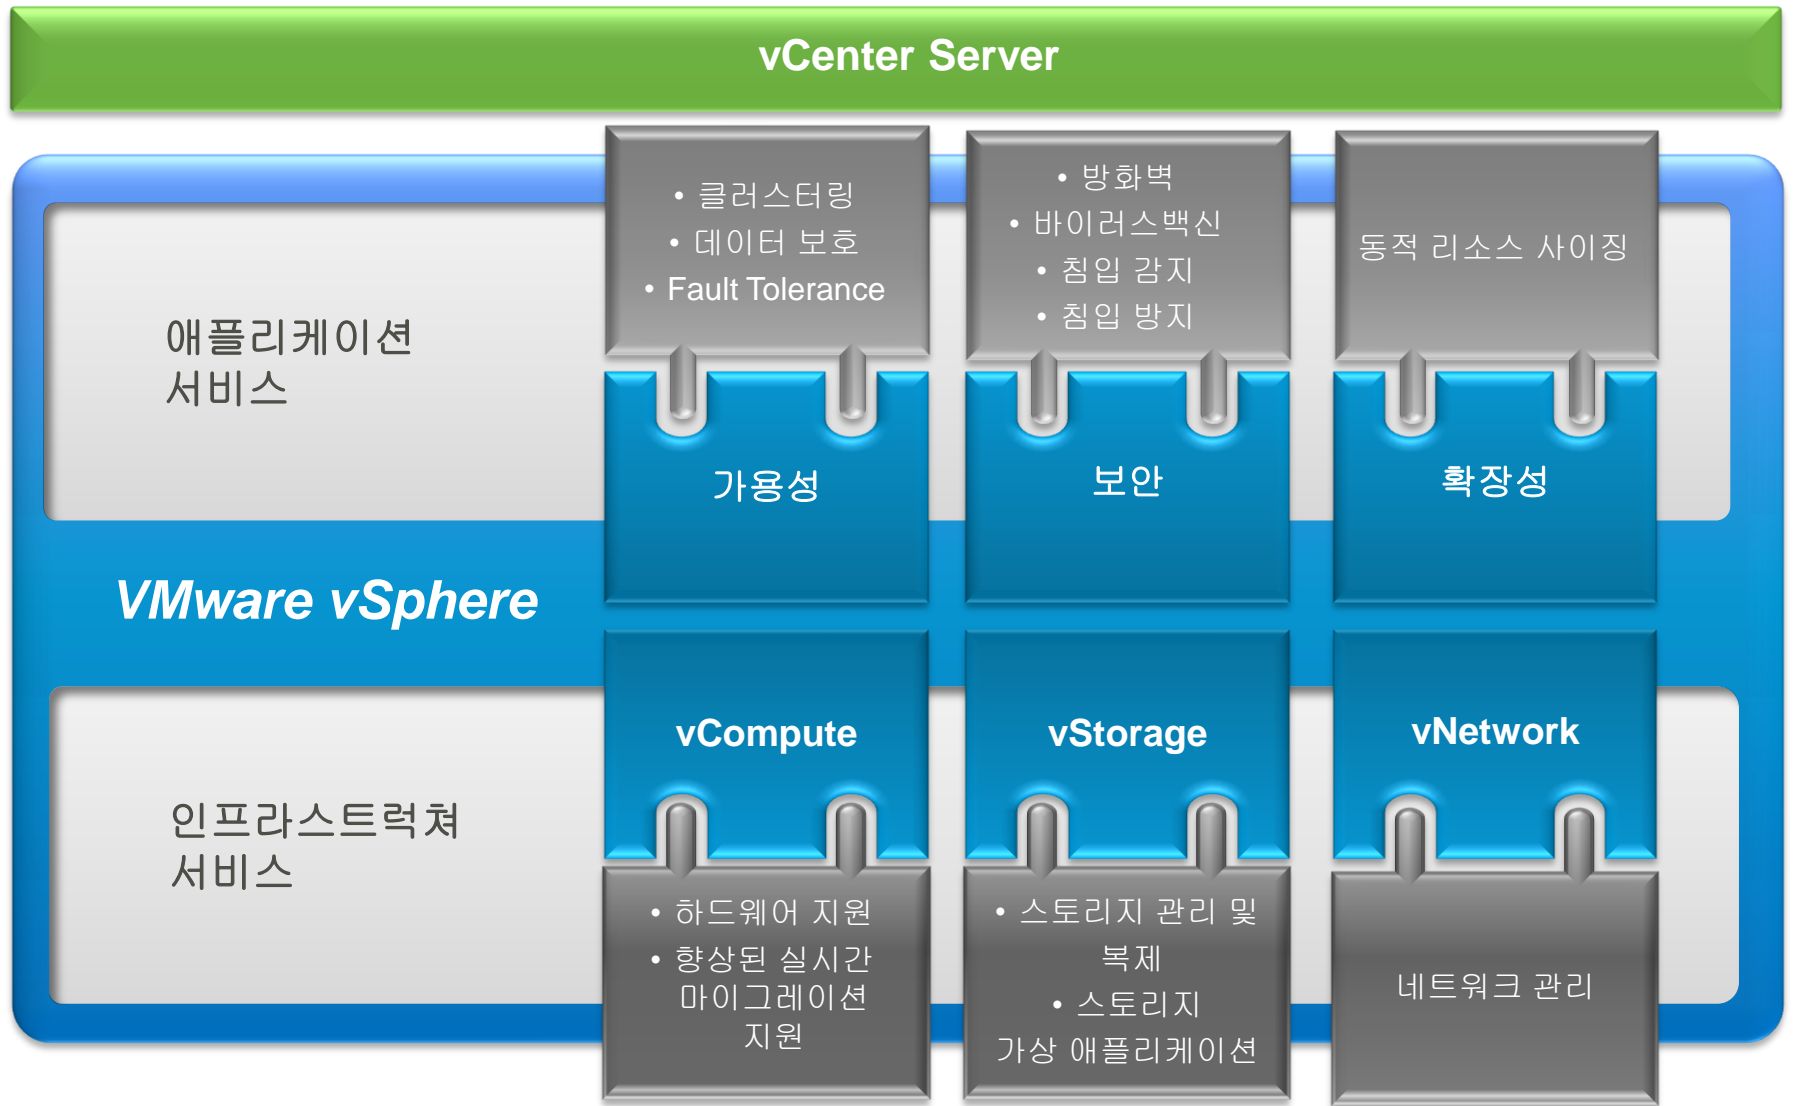 vCenter Server
• 클러스터링
• 데이터 보호
• Fault Tolerance
• 방화벽
• 바이러스백신
• 침입 감지
• 침입 방지
동적 리소스 사이징
애플리케이션
서비스
가용성
보안
확장성
VMware vSphere
vCompute
vStorage
vNetwork
인프라스트럭쳐
서비스
• 하드웨어 지원
• 향상된 실시간
마이그레이션
지원
• 스토리지 관리 및
복제
• 스토리지
가상 애플리케이션
네트워크 관리